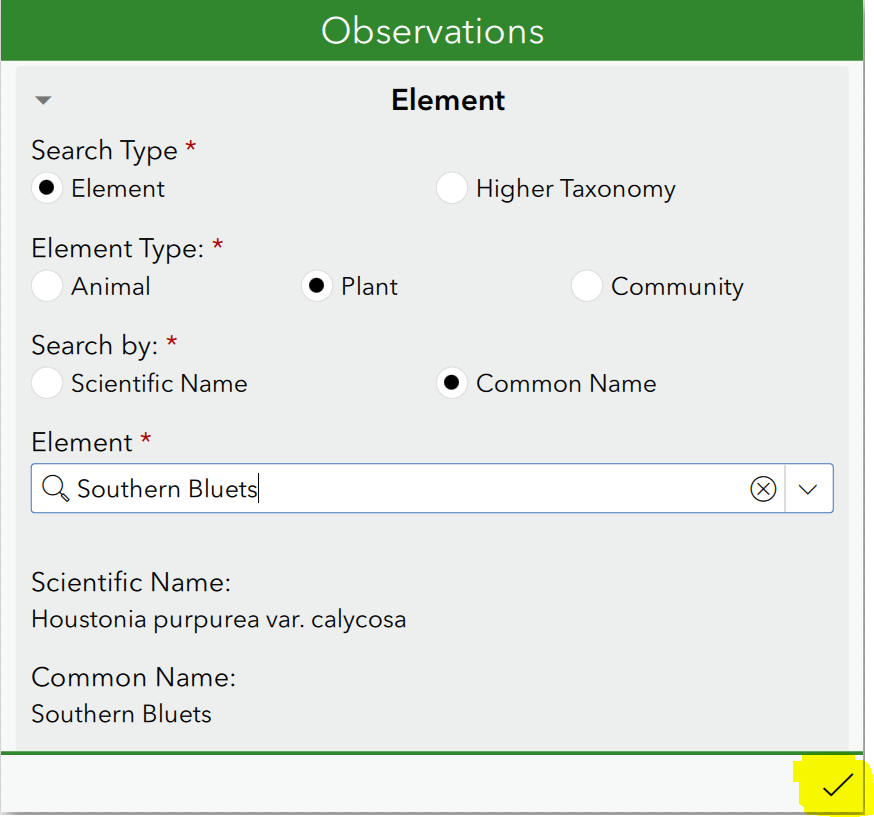 Observations
Element
Search Type *
Element Higher Taxonomy
Element Type: *
Animal Plant Community
Search by: *
Scientific Name Common Name
Element *
Southern Bluets
Scientific Name:
Houstonia purpurea var. calycosa
Common Name:
Southern Bluets